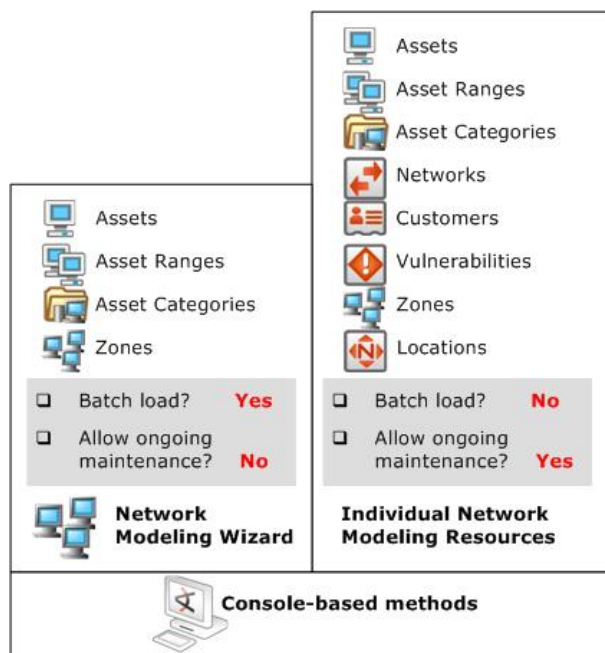 Assets
Asset Ranges
Asset Categories
Zones
❑ Batch load? Yes
❑ Allow ongoing
maintenance? No
Network
Modeling Wizard
Assets
Asset Ranges
Asset Categories
Networks
Customers
Vulnerabilities
Zones
N
Locations
❑ Batch load? No
❑ Allow ongoing
maintenance? Yes
Individual Network
Modeling Resources
Console-based methods